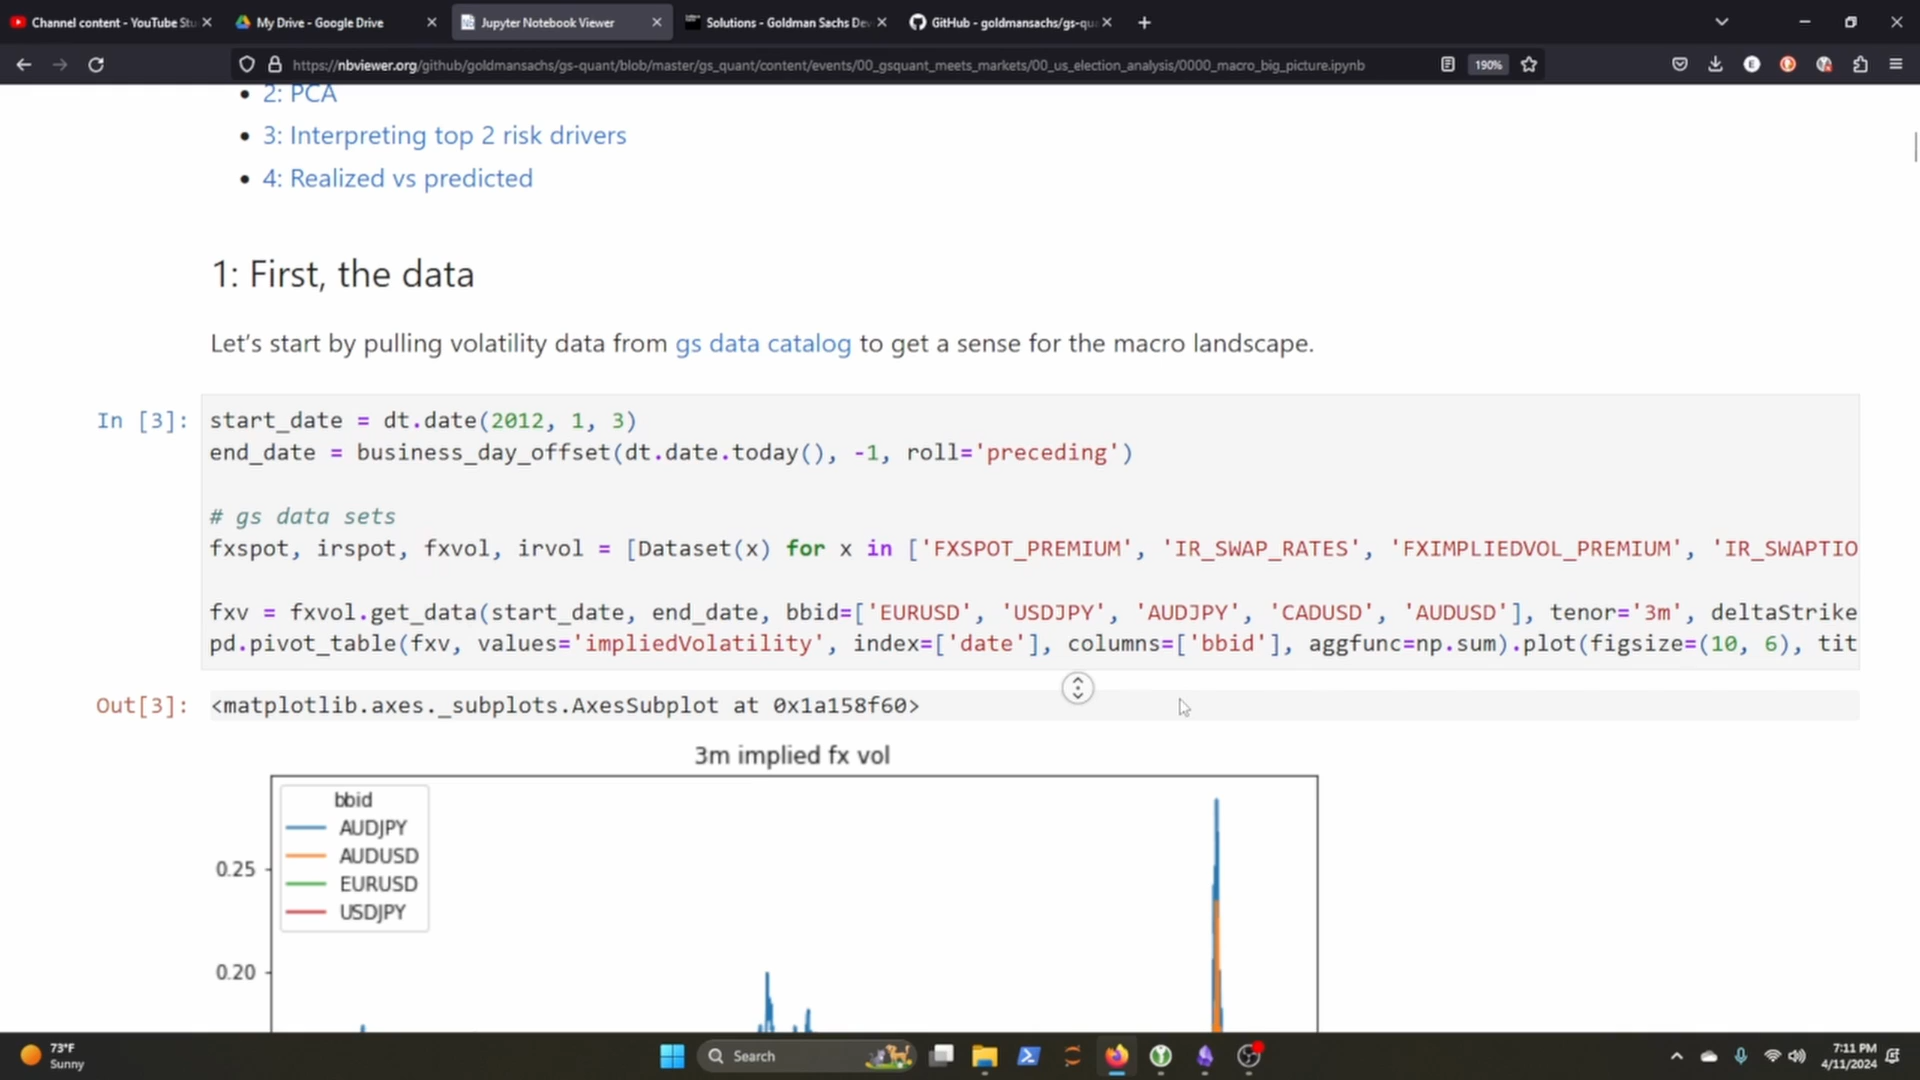 Channel content - YouTube Stu
My Drive - Google Drive
Jupyter Notebook Viewer
Solutions - Goldman Sachs De
GitHub - goldmansachs/gs-qua
https://nbviewer.org/github/goldmansachs/gs-quant/blob/master/gs_quant/content/events/00_gsquant_meets_markets/00_us_election_analysis/0000_macro_big_picture.ipynb
190%
2: PCA
3: Interpreting top 2 risk drivers
4: Realized vs predicted
1: First, the data
Let's start by pulling volatility data from gs data catalog to get a sense for the macro landscape.
In [3]:
start_date = dt.date(2012, 1, 3)
end_date = business_day_offset(dt.date.today(), -1, roll='preceding')
# gs data sets
fxspot, irspot, fxvol, irvol = [Dataset(x) for x in ['FXSPOT_PREMIUM', 'IR_SWAP_RATES', 'FXIMPLIEDVOL_PREMIUM', 'IR_SWAPTIO
fxv = fxvol.get_data(start_date, end_date, bbid=['EURUSD', 'USDJPY', 'AUDJPY', 'CADUSD', 'AUDUSD'], tenor='3m', deltaStrike
pd.pivot_table(fxv, values='impliedVolatility', index=['date'], columns=['bbid'], aggfunc=np.sum).plot(figsize=(10, 6), tit
Out[3]:
<matplotlib.axes._subplots.AxesSubplot at 0x1a158f60>
3m implied fx vol
bbid
AUDJPY
AUDUSD
EURUSD
USDJPY
0.25
0.20
73°F
Sunny
Search
7:11 PM
4/11/2024